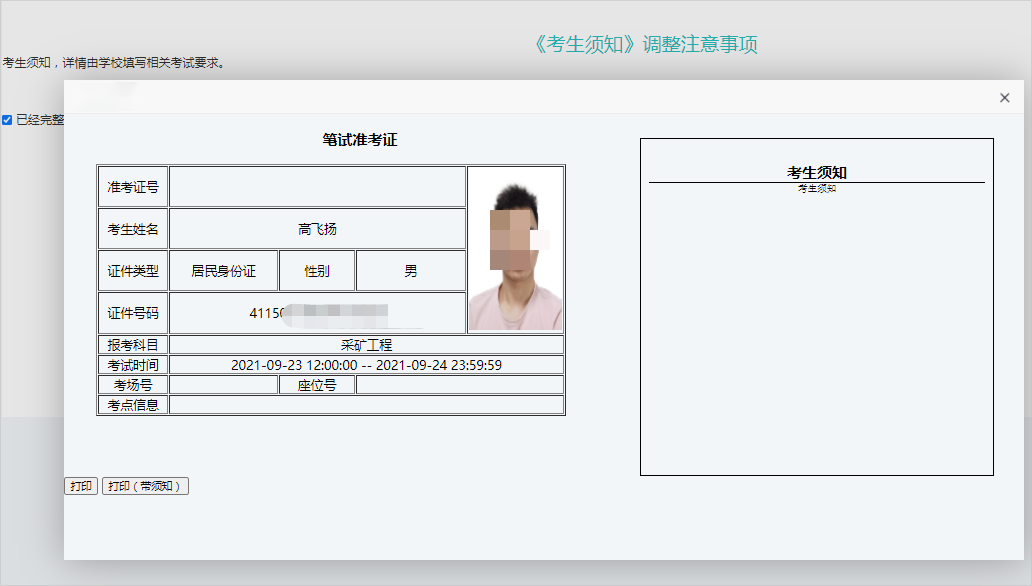 《考生须知》调整注意事项
考生须知，详情由学校填写相关考试要求。
已经完整
×
笔试准考证
准考证号
考生姓名 高飞扬
证件类型 居民身份证 性别 男
证件号码 41150
报考科目 采矿工程
考试时间 2021-09-23 12:00:00 -- 2021-09-24 23:59:59
考场号 座位号
考点信息
打印 打印（带须知）
考生须知
考生须知